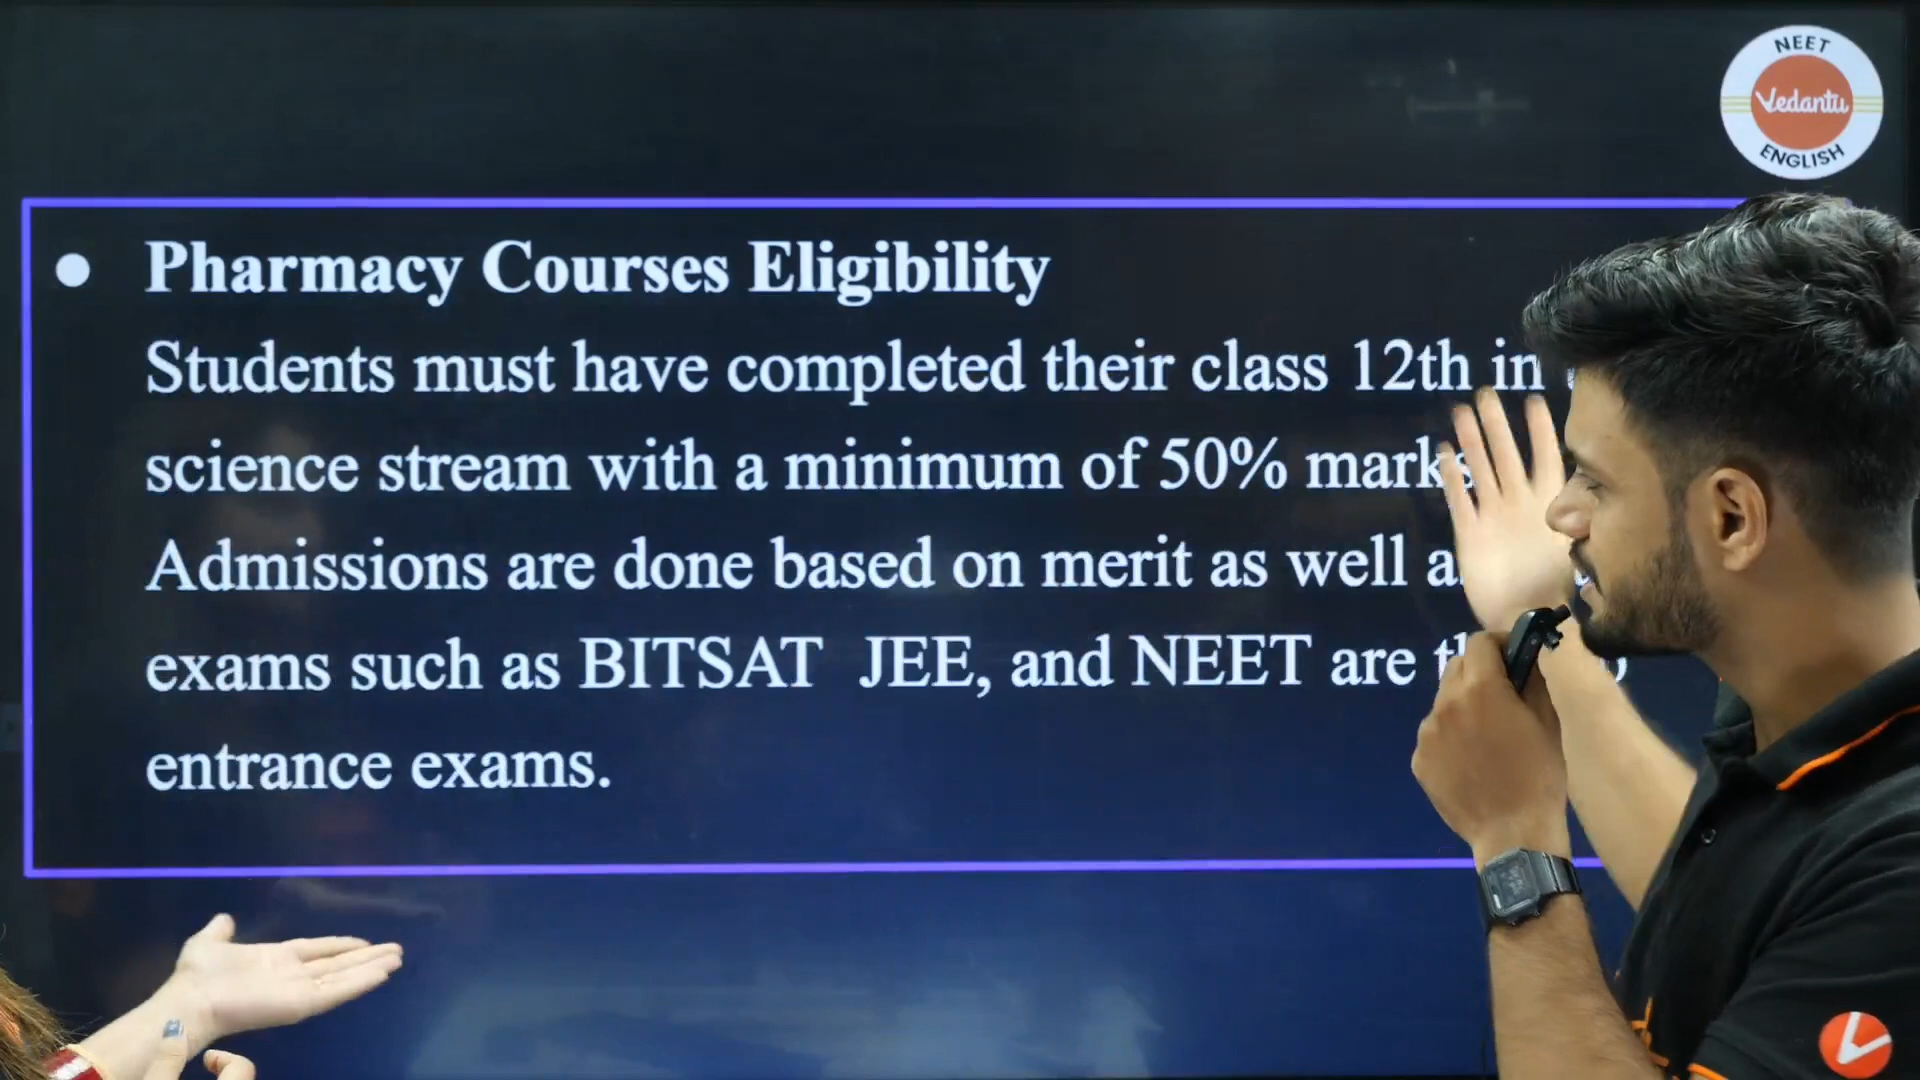 NEET
Vedantu
ENGLISH
Pharmacy Courses Eligibility
Students must have completed their class 12th in
science stream with a minimum of 50% marks
Admissions are done based on merit as well
exams such as BITSAT JEE, and NEET are
entrance exams.